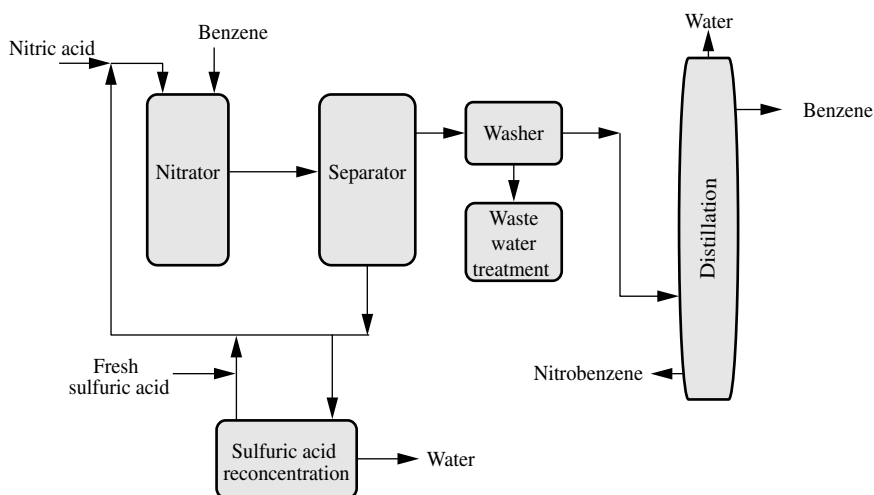 Water
Nitric acid
Benzene
Benzene
Washer
Nitrator
Separator
Waste
water
treatment
Distillation
Fresh
sulfuric acid
Nitrobenzene
Sulfuric acid
reconcentration
Water